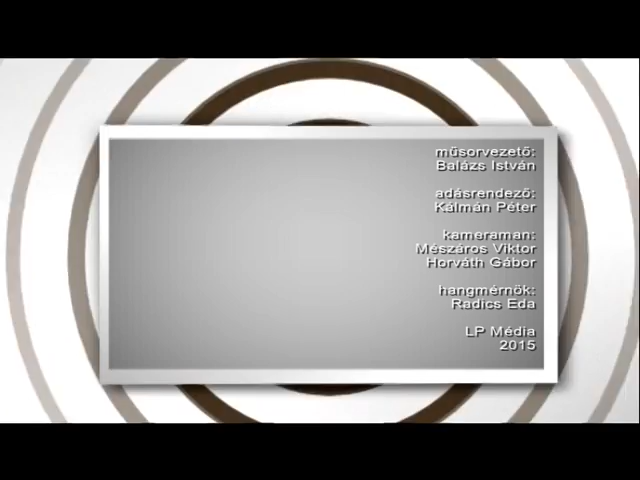 műsorvezető:
Balázs István
adásrendező:
Kálmán Péter
kameraman:
Mészáros Viktor
Horváth Gábor
hangmérnök:
Radics Eda
LP Média
2015